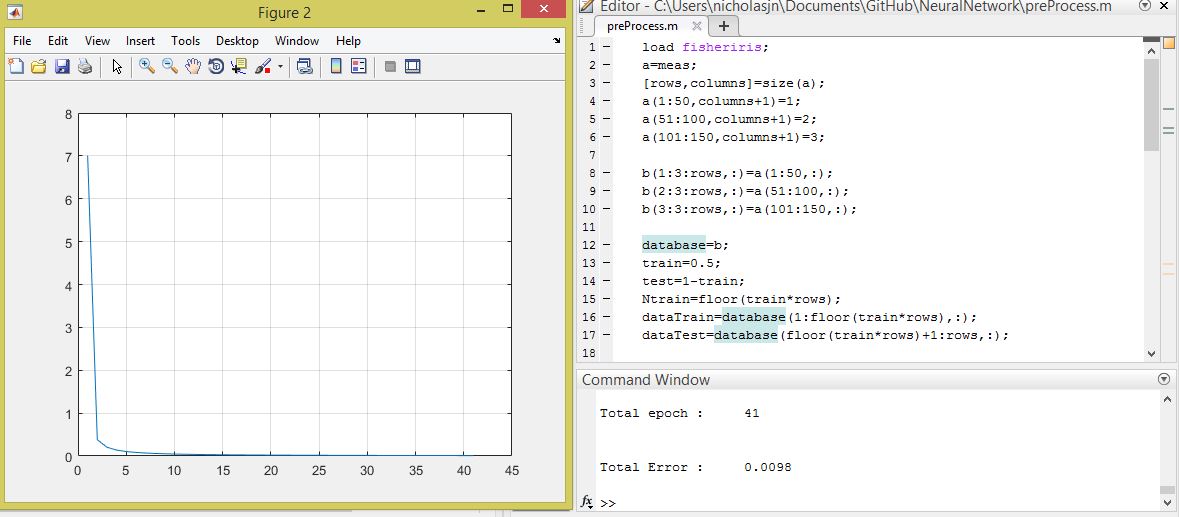 Figure 2
File Edit View Insert Tools Desktop Window Help
8
7
6
5
4
3
2
1
0
0 5 10 15 20 25 30 35 40 45
Editor - C:\Users\nicholasjn\Documents\GitHub\NeuralNetwork\preProcess.m
preProcess.m
1 - load fisheriris;
2 - a=meas;
3 - [rows,columns]=size(a);
4 - a(1:50,columns+1)=1;
5 - a(51:100,columns+1)=2;
6 - a(101:150,columns+1)=3;
7
8 - b(1:3:rows,:)=a(1:50,:);
9 - b(2:3:rows,:)=a(51:100,:);
10 - b(3:3:rows,:)=a(101:150,:);
11
12 - database=b;
13 - train=0.5;
14 - test=1-train;
15 - Ntrain=floor(train*rows);
16 - dataTrain=database(1:floor(train*rows),:);
17 - dataTest=database(floor(train*rows)+1:rows,:);
18
Command Window
Total epoch : 41
Total Error : 0.0098
fx >>